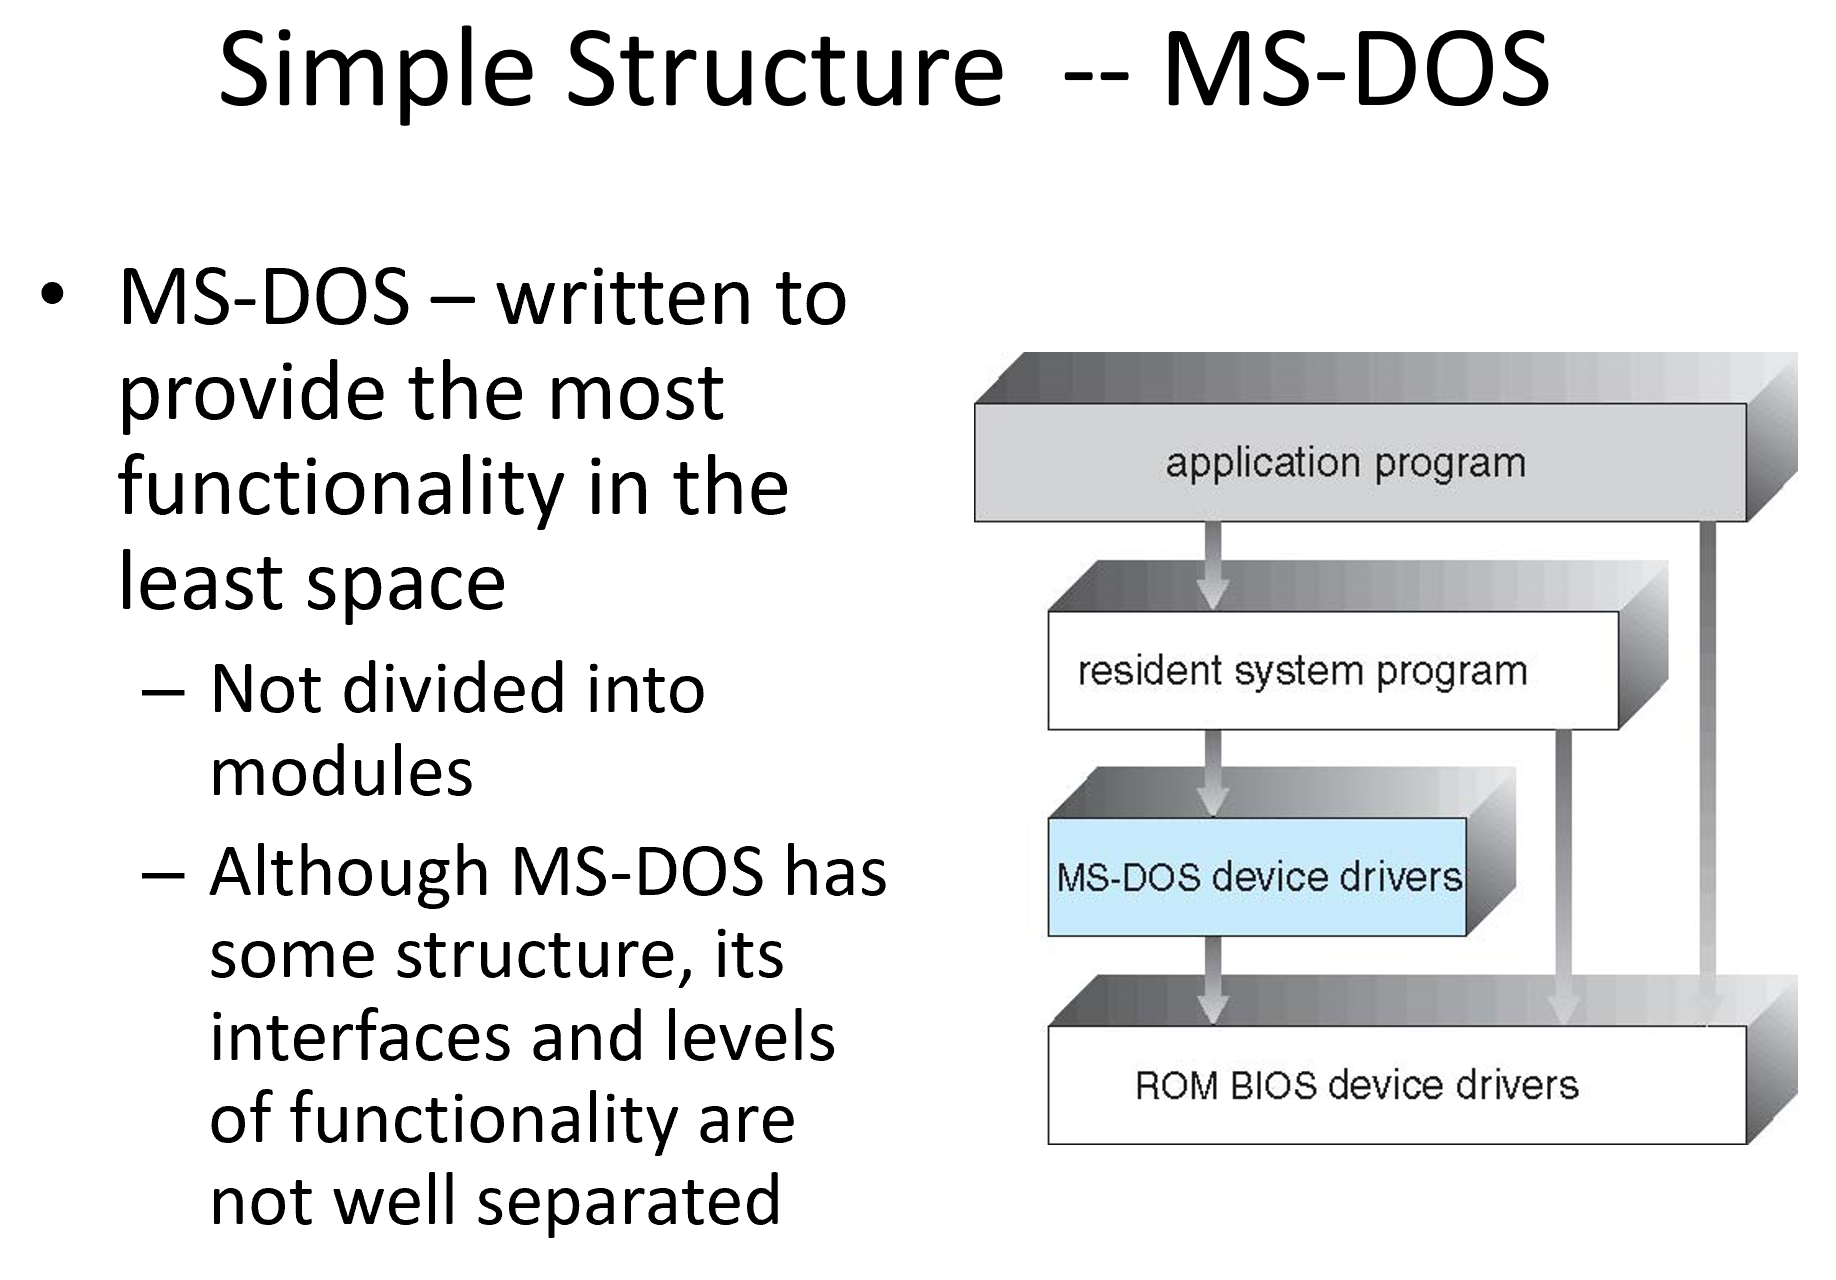 Simple Structure -- MS-DOS
• MS-DOS – written to
provide the most
functionality in the
least space
– Not divided into
modules
– Although MS-DOS has
some structure, its
interfaces and levels
of functionality are
not well separated
application program
resident system program
MS-DOS device drivers
ROM BIOS device drivers